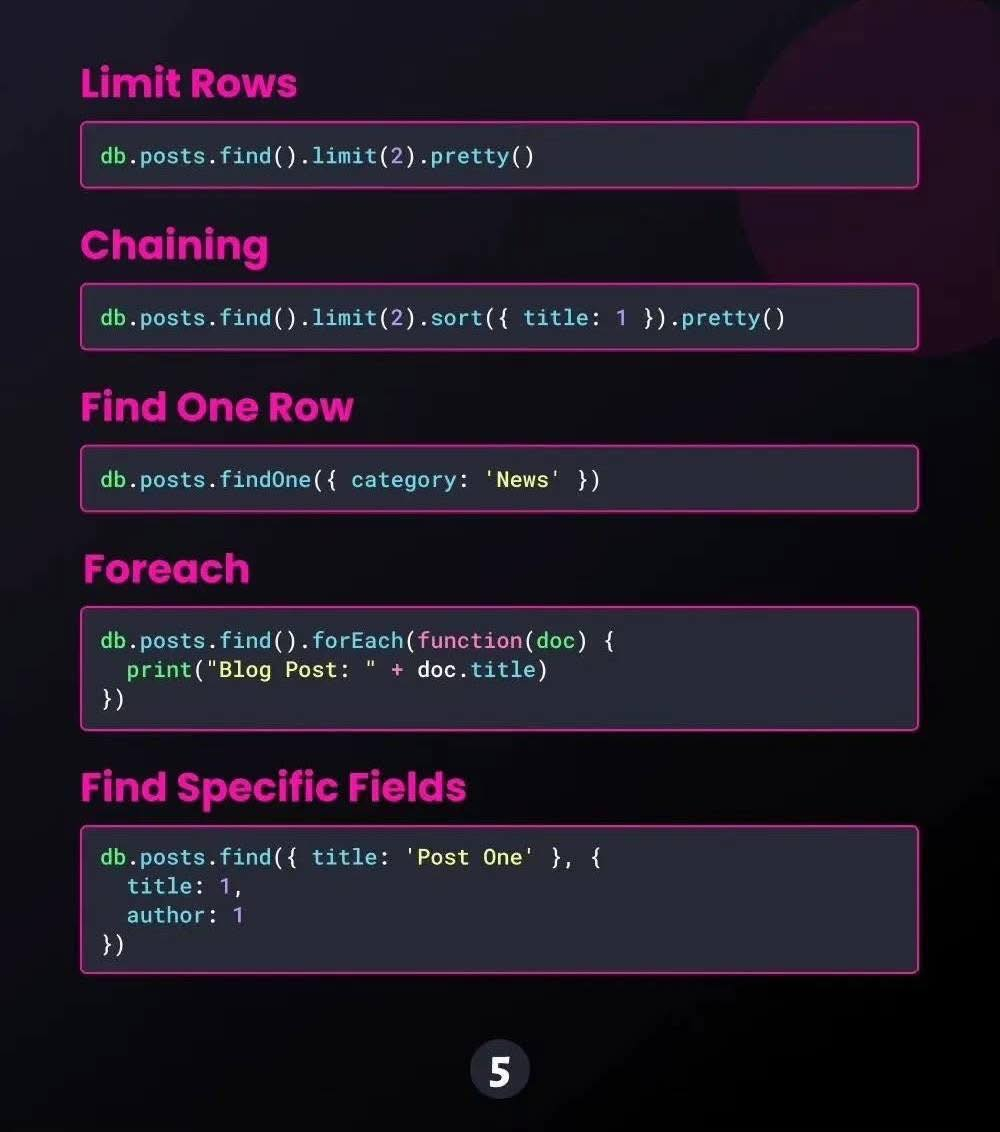 Limit Rows
db.posts.find().limit(2).pretty()
Chaining
db.posts.find().limit(2).sort({ title: 1 }).pretty()
Find One Row
db.posts.findOne({ category: 'News' })
Foreach
db.posts.find().forEach(function(doc) {
  print("Blog Post: " + doc.title)
})
Find Specific Fields
db.posts.find({ title: 'Post One' }, {
  title: 1,
  author: 1
})
5